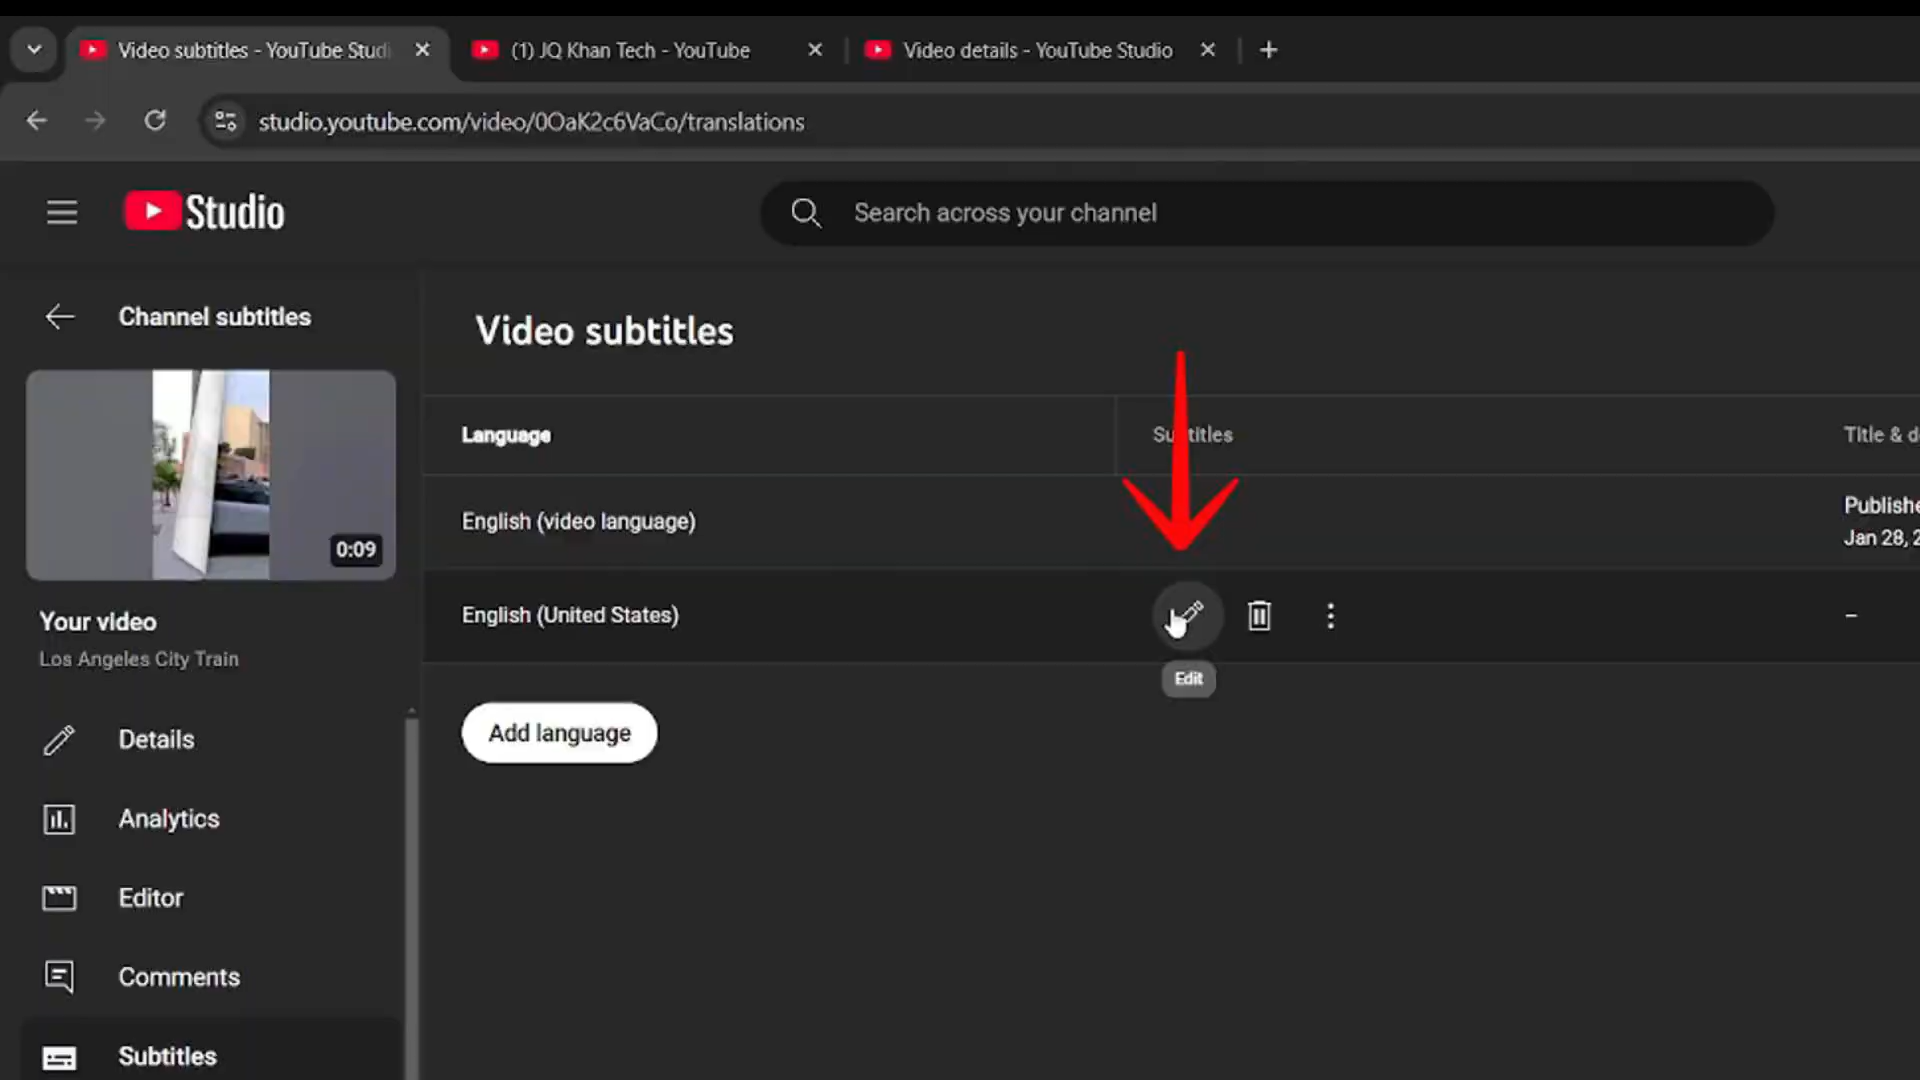 Video subtitles - YouTube Studi
(1) JQ Khan Tech - YouTube
Video details - YouTube Studio
studio.youtube.com/video/0OaK2c6VaCo/translations
Studio
Search across your channel
Channel subtitles
0:09
Your video
Los Angeles City Train
Details
Analytics
Editor
Comments
Subtitles
Video subtitles
Language
Subtitles
Title & d
English (video language)
Publishe
Jan 28, 2
English (United States)
–
Edit
Add language